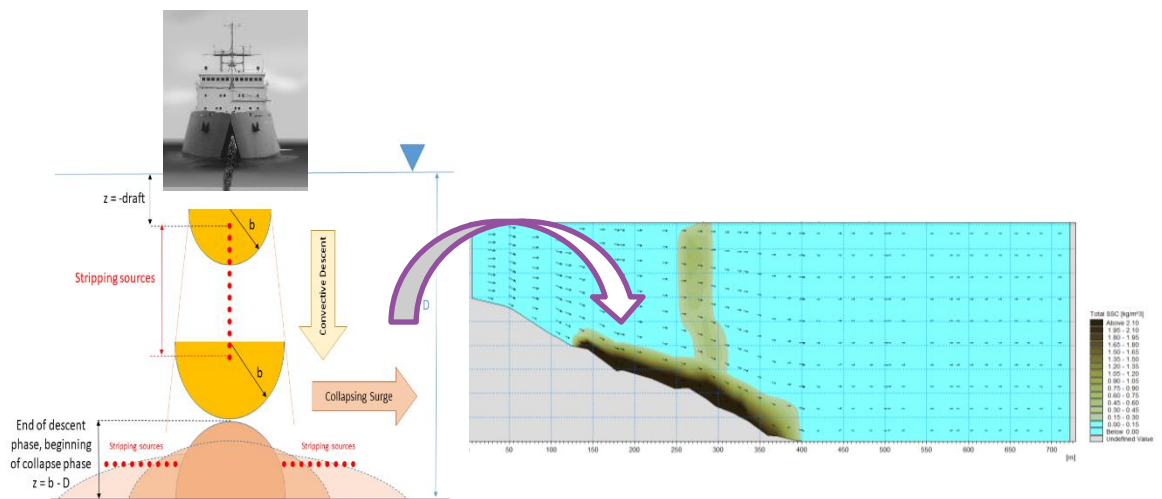 z = -draft
b
Stripping sources
Convective Descent
D
b
Collapsing Surge
End of descent
phase, beginning
of collapse phase
z = b - D
Stripping sources
Stripping sources
50 100 150 200 250 300 350 400 450 500 550 600 650 700
[m]
Total SSC [kg/m^3]
Above 2.10
1.95 - 2.10
1.80 - 1.95
1.65 - 1.80
1.50 - 1.65
1.35 - 1.50
1.20 - 1.35
1.05 - 1.20
0.90 - 1.05
0.75 - 0.90
0.60 - 0.75
0.45 - 0.60
0.30 - 0.45
0.15 - 0.30
0.00 - 0.15
Below 0.00
Undefined Value